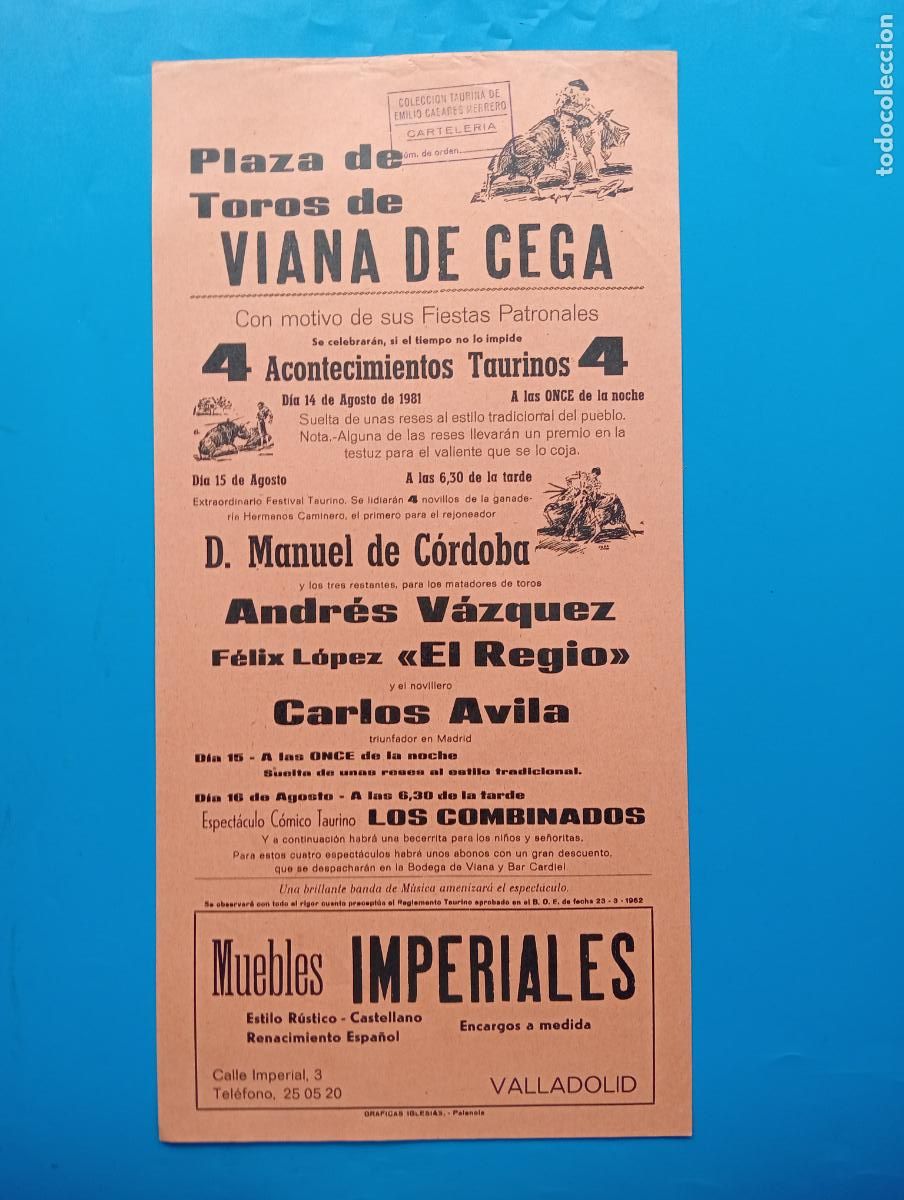 COLECCION TAURINA DE
EMILIO CASARES HERRERO
CARTELERIA
Núm. de orden
Plaza de
Toros de
VIANA DE CEGA
Con motivo de sus Fiestas Patronales
Se celebrarán, si el tiempo no lo impide
4 Acontecimientos Taurinos 4
Día 14 de Agosto de 1981 A las ONCE de la noche
Suelta de unas reses al estilo tradicional del pueblo.
Nota.-Alguna de las reses llevarán un premio en la
testuz para el valiente que se lo coja.
Día 15 de Agosto A las 6,30 de la tarde
Extraordinario Festival Taurino. Se lidiarán 4 novillos de la ganade-
ría Hermanos Caminero, el primero para el rejoneador
D. Manuel de Córdoba
y los tres restantes, para los matadores de toros
Andrés Vázquez
Félix López «El Regio»
y el novillero
Carlos Avila
triunfador en Madrid
Día 15 - A las ONCE de la noche
Suelta de unas reses al estilo tradicional.
Día 16 de Agosto - A las 6,30 de la tarde
Espectáculo Cómico Taurino LOS COMBINADOS
Y a continuación habrá una becerrita para los niños y señoritas.
Para estos cuatro espectáculos habrá unos abonos con un gran descuento,
que se despacharán en la Bodega de Viana y Bar Cardiel
Una brillante banda de Música amenizará el espectáculo.
Se observará con todo el rigor cuanto preceptúa el Reglamento Taurino aprobado en el B. O. E. de fecha 23 - 3 - 1962
Muebles IMPERIALES
Estilo Rústico - Castellano
Renacimiento Español
Encargos a medida
Calle Imperial, 3
Teléfono, 25 05 20
VALLADOLID
GRAFICAS IGLESIAS. - Palencia
todocoleccion